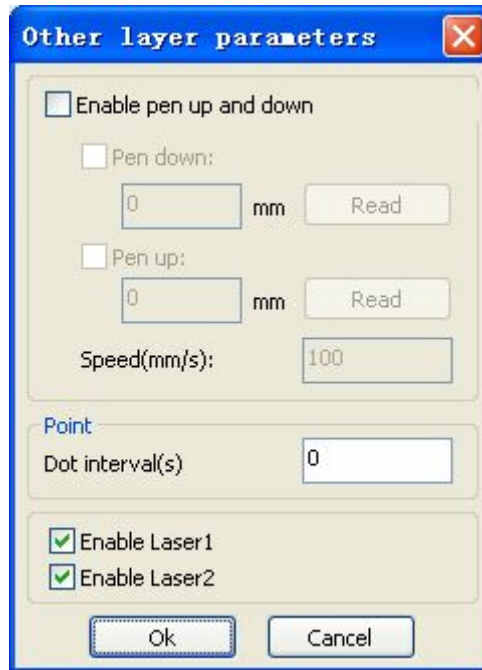 Other layer parameters
Enable pen up and down
Pen down:
0 mm Read
Pen up:
0 mm Read
Speed(mm/s): 100
Point
Dot interval(s) 0
Enable Laser1
Enable Laser2
Ok Cancel